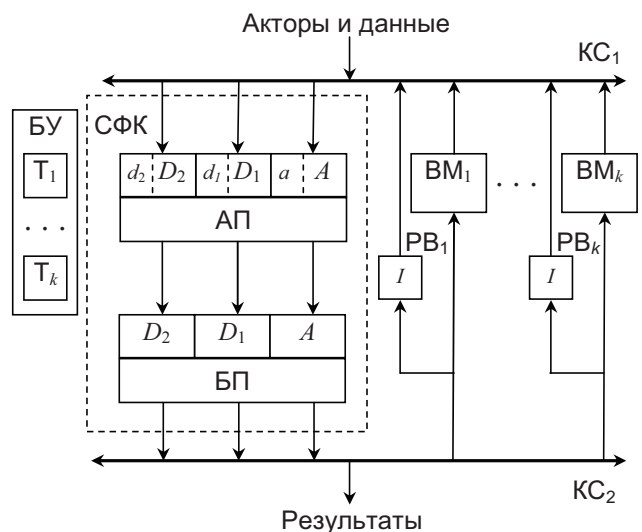 Акторы и данные
КС₁
БУ
СФК
T₁
d₂ D₂ d₁ D₁ a A
ВМ₁ . . . ВМₖ
АП
. . .
РВ₁ РВₖ
Tₖ
I I
D₂ D₁ A
БП
КС₂
Результаты